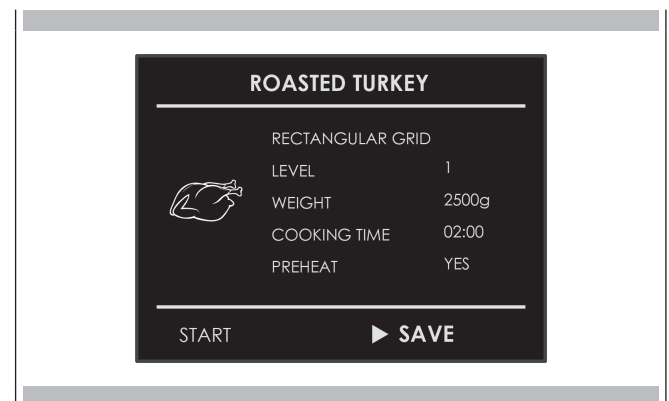 ROASTED TURKEY
RECTANGULAR GRID
LEVEL 1
WEIGHT 2500g
COOKING TIME 02:00
PREHEAT YES
START ▶ SAVE